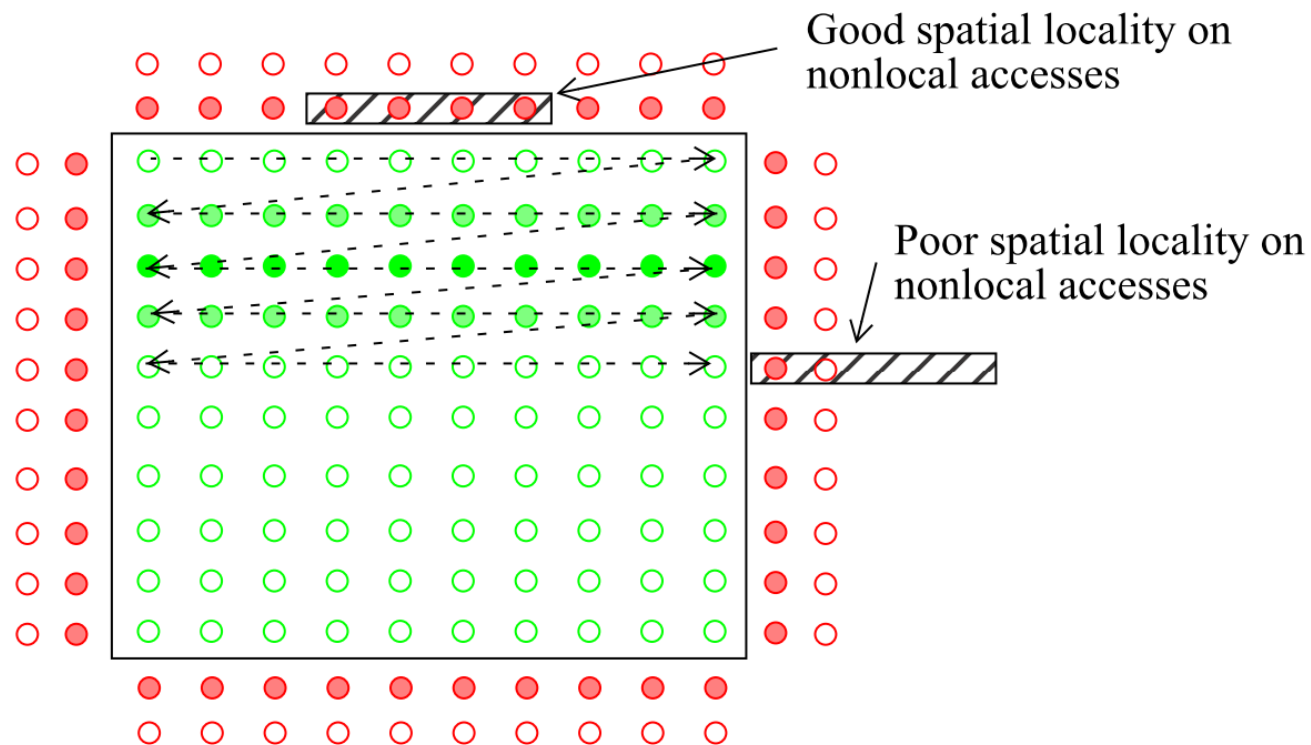 Good spatial locality on
nonlocal accesses
Poor spatial locality on
nonlocal accesses